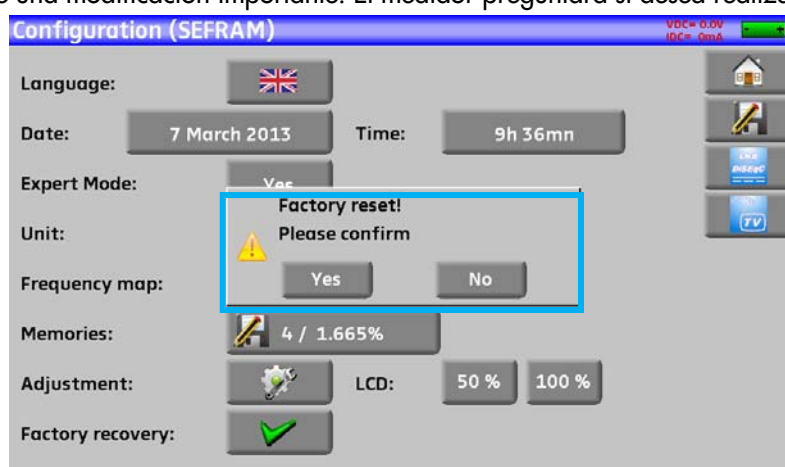 una modificación importante. El medidor preguntará si desea realiza
Configuration (SEFRAM)
VDC= 0.0V
IDC= 0mA
Language:
Date: 7 March 2013 Time: 9h 36mn
Expert Mode: Yes
Factory reset!
Unit: Please confirm
Yes No
Frequency map:
Memories: 4 / 1.665%
Adjustment: LCD: 50 % 100 %
Factory recovery:
LNB
DiSEqC
TV